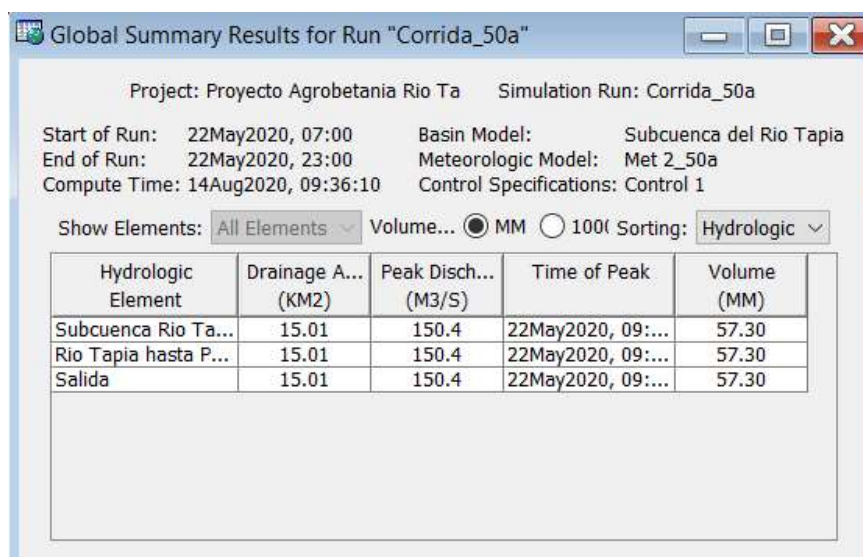 Global Summary Results for Run "Corrida_50a"
Project: Proyecto Agrobetania Rio Ta Simulation Run: Corrida_50a
Start of Run: 22May2020, 07:00 Basin Model: Subcuenca del Rio Tapia
End of Run: 22May2020, 23:00 Meteorologic Model: Met 2_50a
Compute Time: 14Aug2020, 09:36:10 Control Specifications: Control 1
Show Elements: All Elements Volume... MM 100( Sorting: Hydrologic
Hydrologic Drainage A... Peak Disch... Time of Peak Volume
Element (KM2) (M3/S) (MM)
Subcuenca Rio Ta... 15.01 150.4 22May2020, 09:... 57.30
Rio Tapia hasta P... 15.01 150.4 22May2020, 09:... 57.30
Salida 15.01 150.4 22May2020, 09:... 57.30